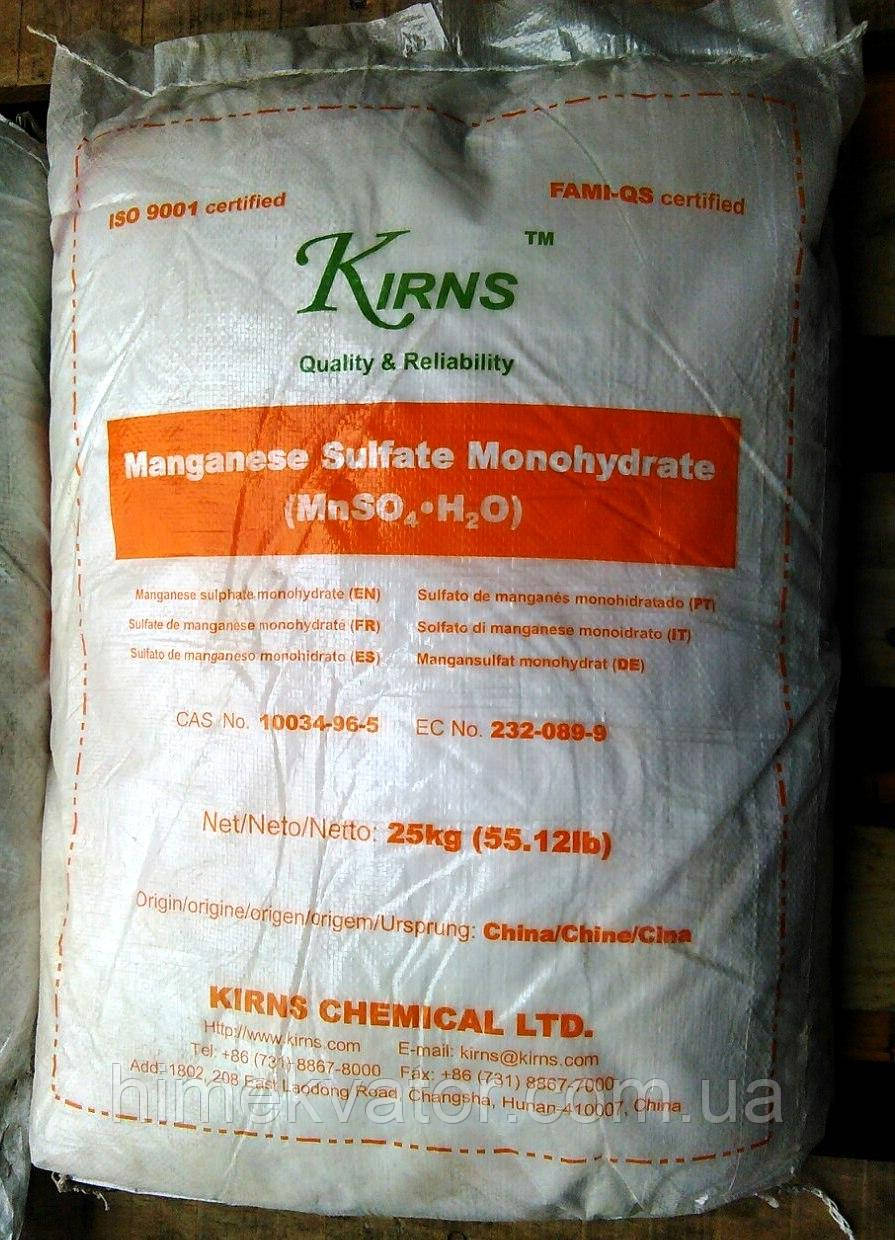 ISO 9001 certified
FAMI-QS certified
KIRNS™
Quality & Reliability
Manganese Sulfate Monohydrate
(MnSO₄•H₂O)
Manganese sulphate monohydrate (EN)
Sulfato de manganés monohidratado (PT)
Sulfate de manganèse monohydrate (FR)
Solfato di manganese monoidrato (IT)
Sulfato de manganeso monohidrato (ES)
Mangansulfat monohydrat (DE)
CAS No. 10034-96-5 EC No. 232-089-9
Net/Neto/Netto: 25kg (55.12lb)
Origin/origine/origen/origem/Ursprung: China/Chine/Cina
KIRNS CHEMICAL LTD.
Http://www.kirns.com E-mail: kirns@kirns.com
Tel: +86 (731) 8867-8000 Fax: +86 (731) 8867-7000
Add-1802, 208 East Laodong Road, Changsha, Hunan-410007, China
himekvator.com.ua